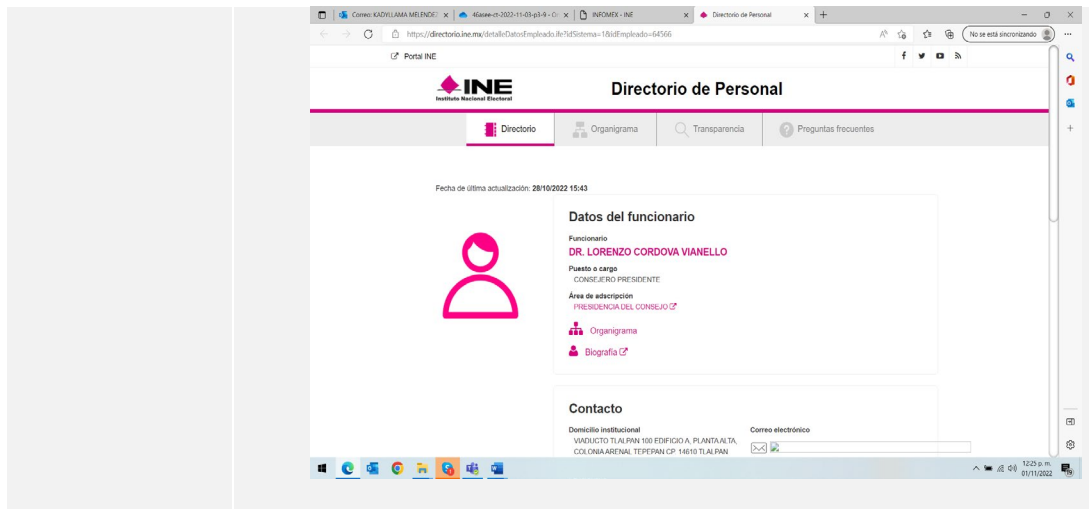 Correo: KADYLLAMA MELENDEZ
46asee-ct-2022-11-03-p3-9 - O
INFOMEX - INE
Directorio de Personal
https://directorio.ine.mx/detalleDatosEmpleado.ife?idSistema=1&idEmpleado=64566
No se está sincronizando
Portal INE
INE
Instituto Nacional Electoral
Directorio de Personal
Directorio
Organigrama
Transparencia
Preguntas frecuentes
Fecha de última actualización: 28/10/2022 15:43
Datos del funcionario
Funcionario
DR. LORENZO CORDOVA VIANELLO
Puesto o cargo
CONSEJERO PRESIDENTE
Área de adscripción
PRESIDENCIA DEL CONSEJO
Organigrama
Biografía
Contacto
Domicilio institucional
Correo electrónico
VIADUCTO TLALPAN 100 EDIFICIO A, PLANTA ALTA,
COLONIA ARENAL TEPEPAN CP 14610 TLALPAN
12:25 p. m.
01/11/2022